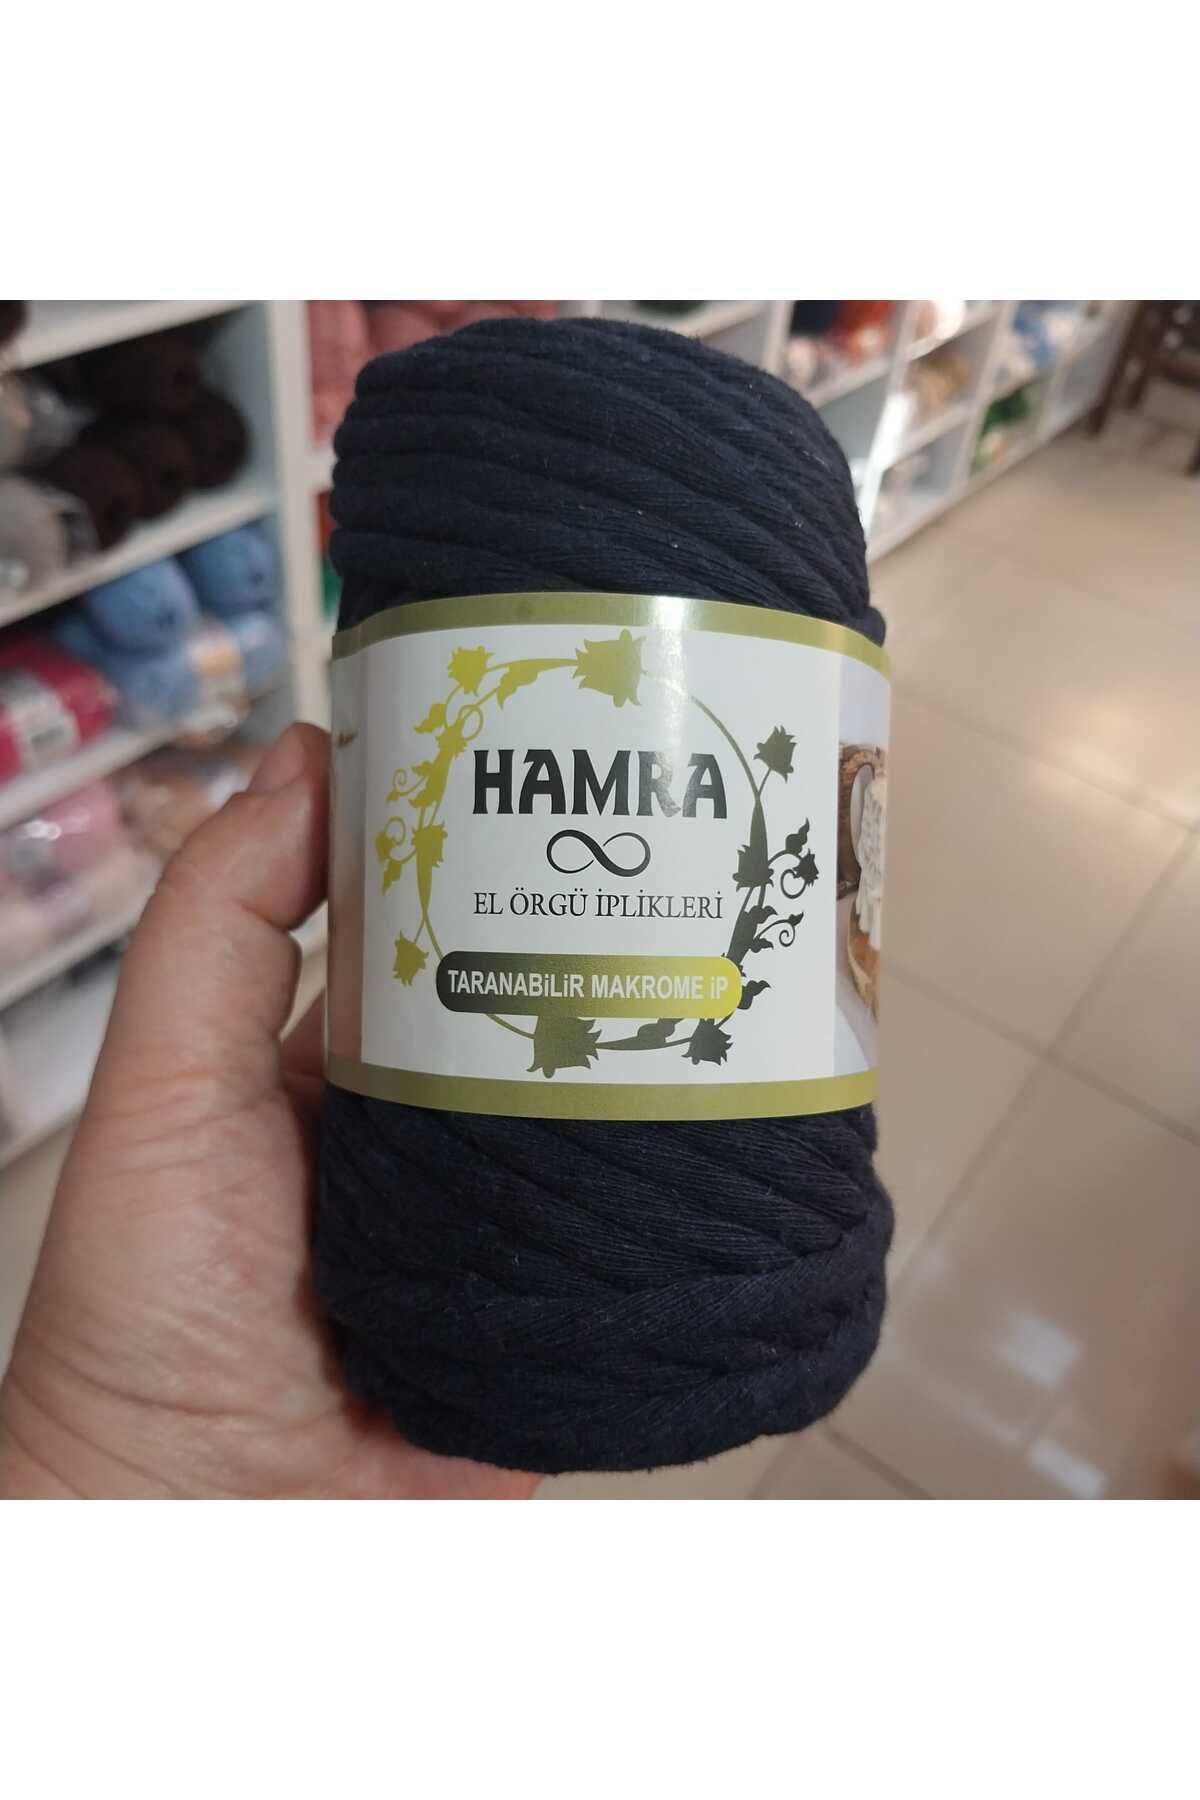 HAMRA
EL ÖRGÜ İPLİKLERİ
TARANABİLİR MAKROME İP